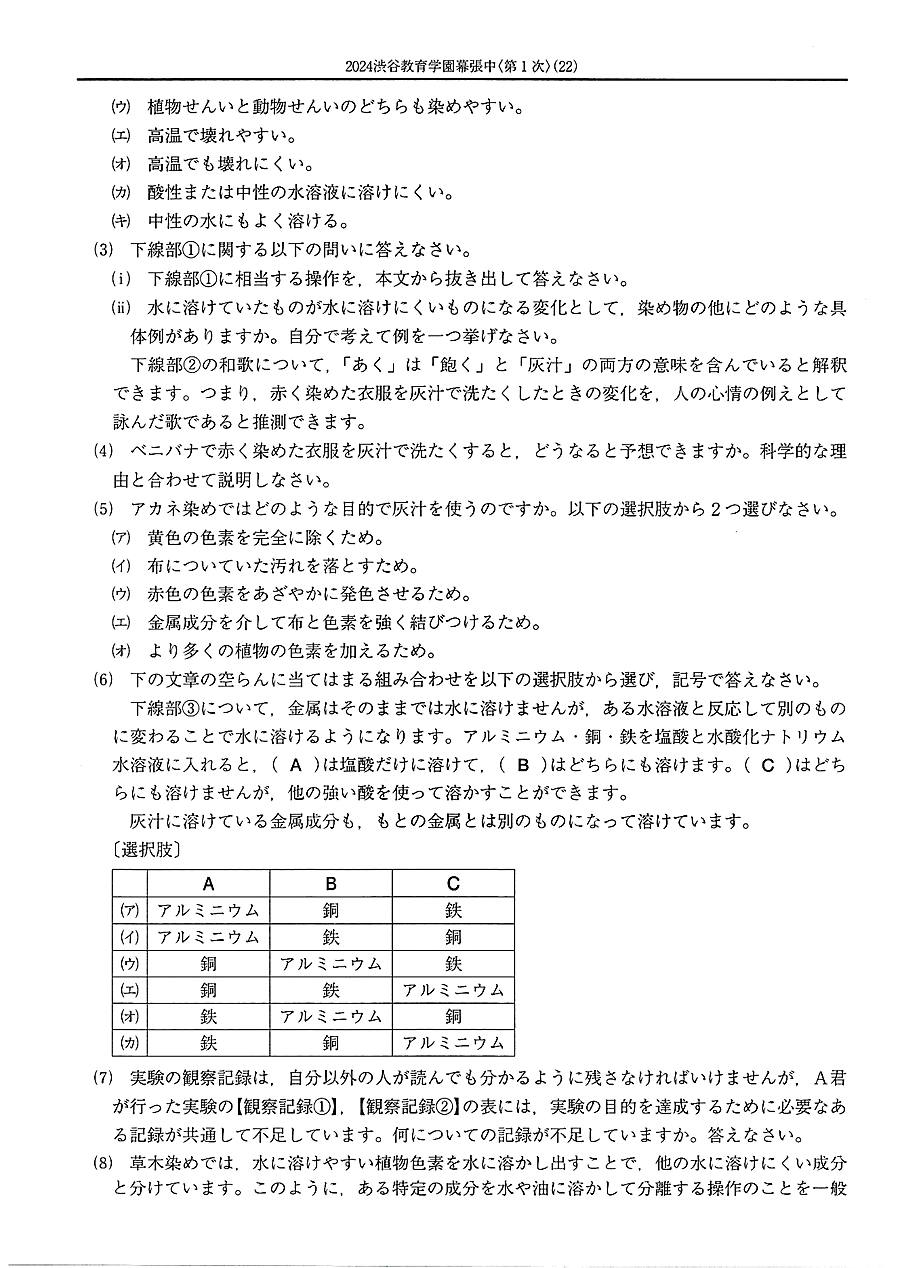 2024渋谷教育学園幕張中〈第1次〉(22)
(ウ) 植物せんいと動物せんいのどちらも染めやすい。
(エ) 高温で壊れやすい。
(オ) 高温でも壊れにくい。
(カ) 酸性または中性の水溶液に溶けにくい。
(キ) 中性の水にもよく溶ける。
(3) 下線部①に関する以下の問いに答えなさい。
(i) 下線部①に相当する操作を，本文から抜き出して答えなさい。
(ii) 水に溶けていたものが水に溶けにくいものになる変化として，染め物の他にどのような具
体例がありますか。自分で考えて例を一つ挙げなさい。
下線部②の和歌について，「あく」は「飽く」と「灰汁」の両方の意味を含んでいると解釈
できます。つまり，赤く染めた衣服を灰汁で洗たくしたときの変化を，人の心情の例えとして
詠んだ歌であると推測できます。
(4) ベニバナで赤く染めた衣服を灰汁で洗たくすると，どうなると予想できますか。科学的な理
由と合わせて説明しなさい。
(5) アカネ染めではどのような目的で灰汁を使うのですか。以下の選択肢から2つ選びなさい。
(ア) 黄色の色素を完全に除くため。
(イ) 布についていた汚れを落とすため。
(ウ) 赤色の色素をあざやかに発色させるため。
(エ) 金属成分を介して布と色素を強く結びつけるため。
(オ) より多くの植物の色素を加えるため。
(6) 下の文章の空らんに当てはまる組み合わせを以下の選択肢から選び，記号で答えなさい。
下線部③について，金属はそのままでは水に溶けませんが，ある水溶液と反応して別のもの
に変わることで水に溶けるようになります。アルミニウム・銅・鉄を塩酸と水酸化ナトリウム
水溶液に入れると，( A )は塩酸だけに溶けて，( B )はどちらにも溶けます。( C )はどち
らにも溶けませんが，他の強い酸を使って溶かすことができます。
灰汁に溶けている金属成分も，もとの金属とは別のものになって溶けています。
〔選択肢〕
A B C
(ア) アルミニウム 銅 鉄
(イ) アルミニウム 鉄 銅
(ウ) 銅 アルミニウム 鉄
(エ) 銅 鉄 アルミニウム
(オ) 鉄 アルミニウム 銅
(カ) 鉄 銅 アルミニウム
(7) 実験の観察記録は，自分以外の人が読んでも分かるように残さなければいけませんが，A君
が行った実験の【観察記録①】，【観察記録②】の表には，実験の目的を達成するために必要なあ
る記録が共通して不足しています。何についての記録が不足していますか。答えなさい。
(8) 草木染めでは，水に溶けやすい植物色素を水に溶かし出すことで，他の水に溶けにくい成分
と分けています。このように，ある特定の成分を水や油に溶かして分離する操作のことを一般